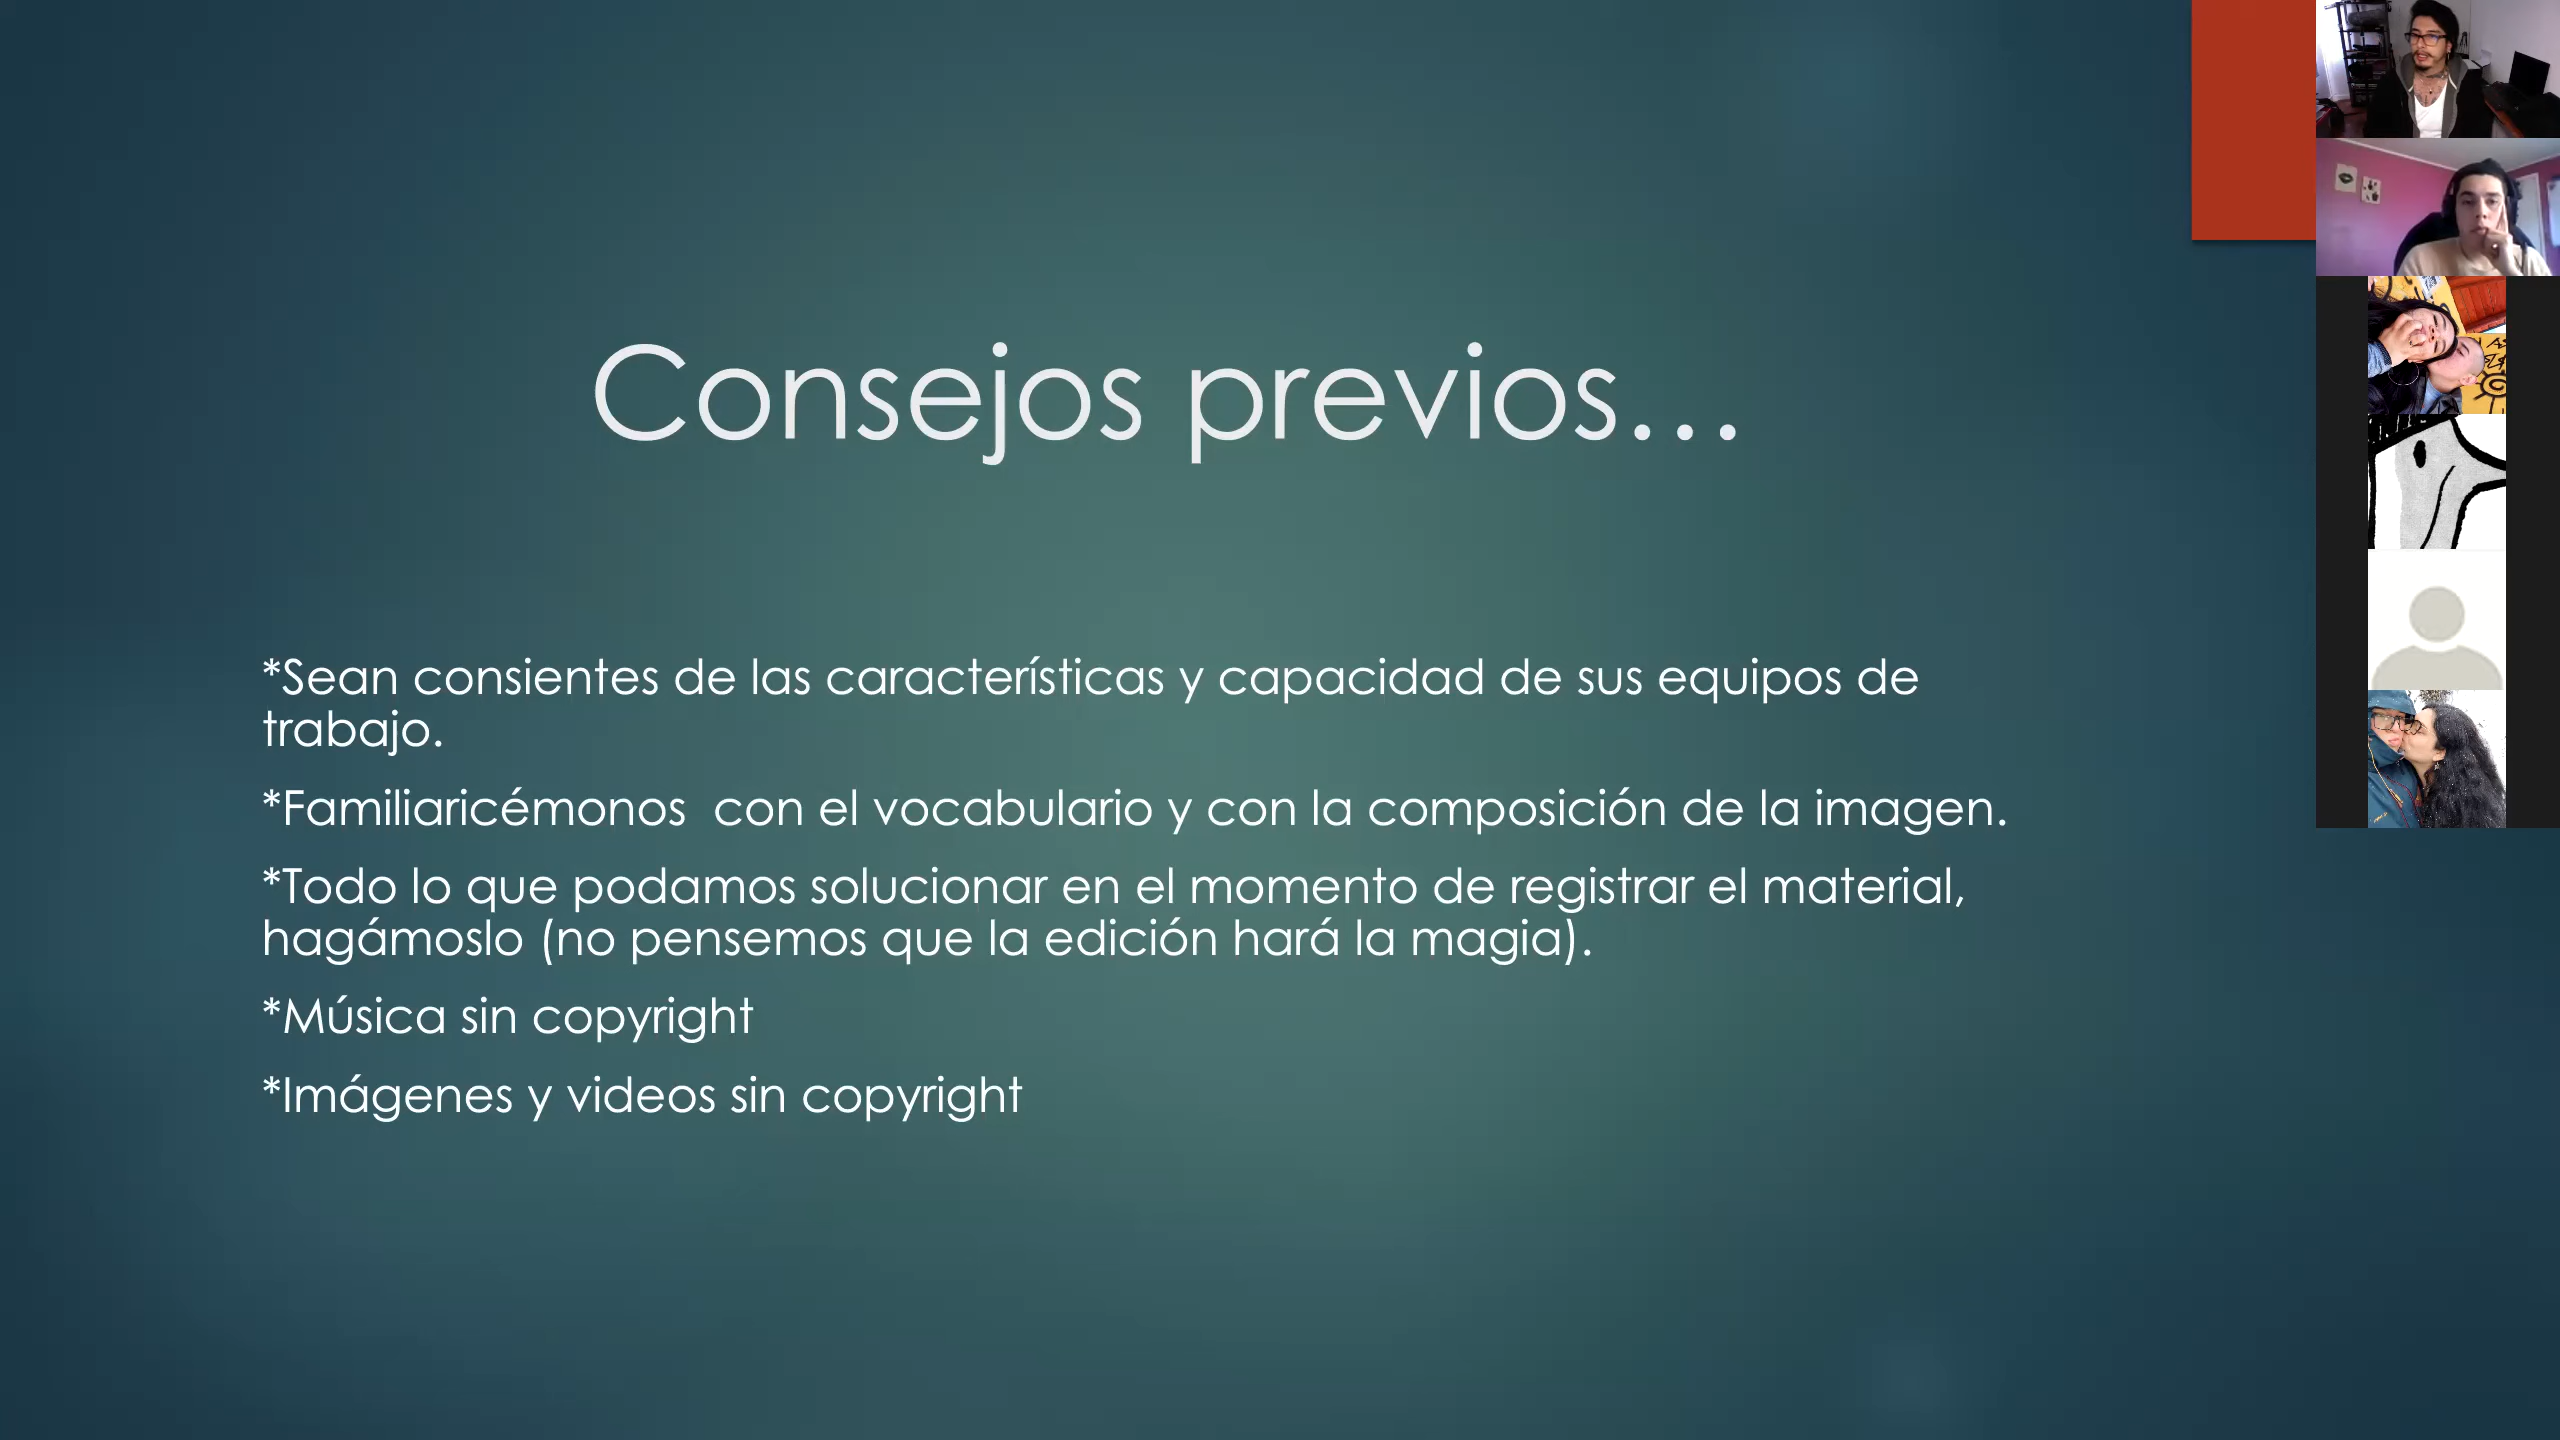 Consejos previos...
*Sean consientes de las características y capacidad de sus equipos de
trabajo.
*Familiaricémonos  con el vocabulario y con la composición de la imagen.
*Todo lo que podamos solucionar en el momento de registrar el material,
hagámoslo (no pensemos que la edición hará la magia).
*Música sin copyright
*Imágenes y videos sin copyright